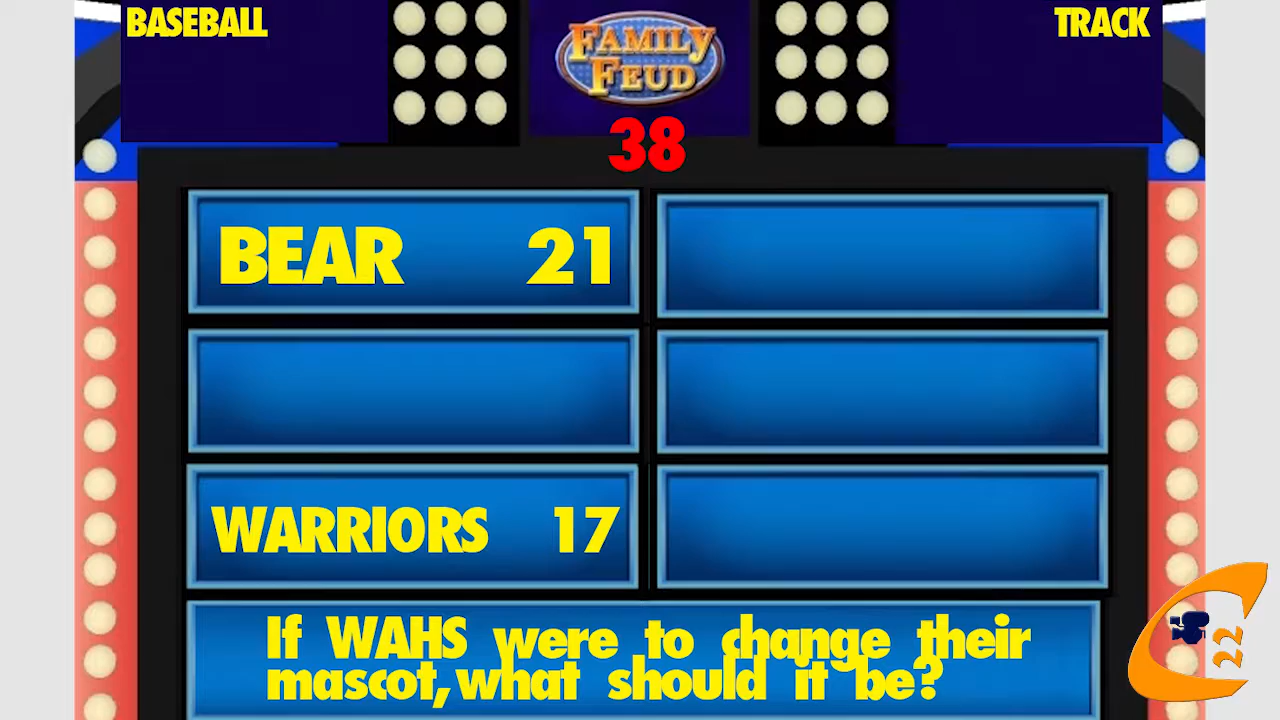 BASEBALL
TRACK
FAMILY
FEUD
38
BEAR 21
WARRIORS 17
If WAHS were to change their
mascot,what should it be?
22